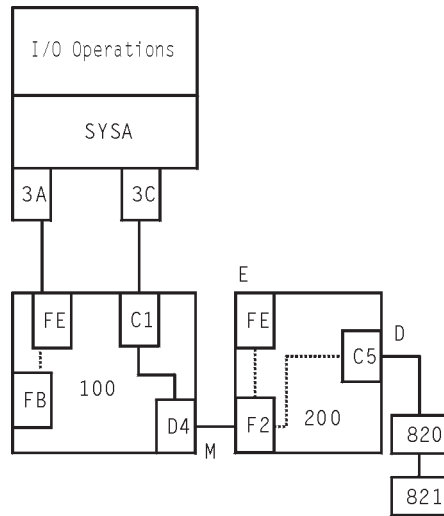 I/O Operations
SYSA
3A 3C
E
FE C1 FE D
C5
FB 100
D4 F2 200
M
820
821